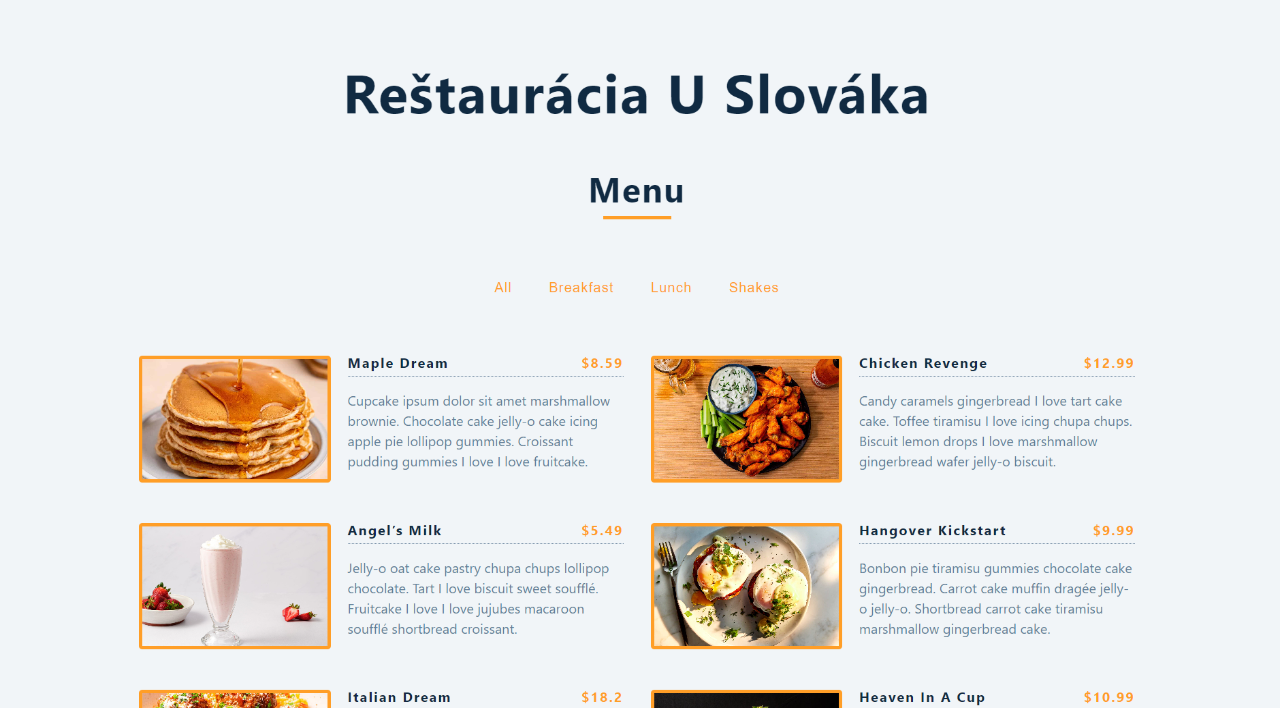 Reštaurácia U Slováka
Menu
All Breakfast Lunch Shakes
Maple Dream $8.59
Cupcake ipsum dolor sit amet marshmallow
brownie. Chocolate cake jelly-o cake icing
apple pie lollipop gummies. Croissant
pudding gummies I love I love fruitcake.
Chicken Revenge $12.99
Candy caramels gingerbread I love tart cake
cake. Toffee tiramisu I love icing chupa chups.
Biscuit lemon drops I love marshmallow
gingerbread wafer jelly-o biscuit.
Angel's Milk $5.49
Jelly-o oat cake pastry chupa chups lollipop
chocolate. Tart I love biscuit sweet soufflé.
Fruitcake I love I love jujubes macaroon
soufflé shortbread croissant.
Hangover Kickstart $9.99
Bonbon pie tiramisu gummies chocolate cake
gingerbread. Carrot cake muffin dragée jelly-
o jelly-o. Shortbread carrot cake tiramisu
marshmallow gingerbread cake.
Italian Dream $18.2
Heaven In A Cup $10.99